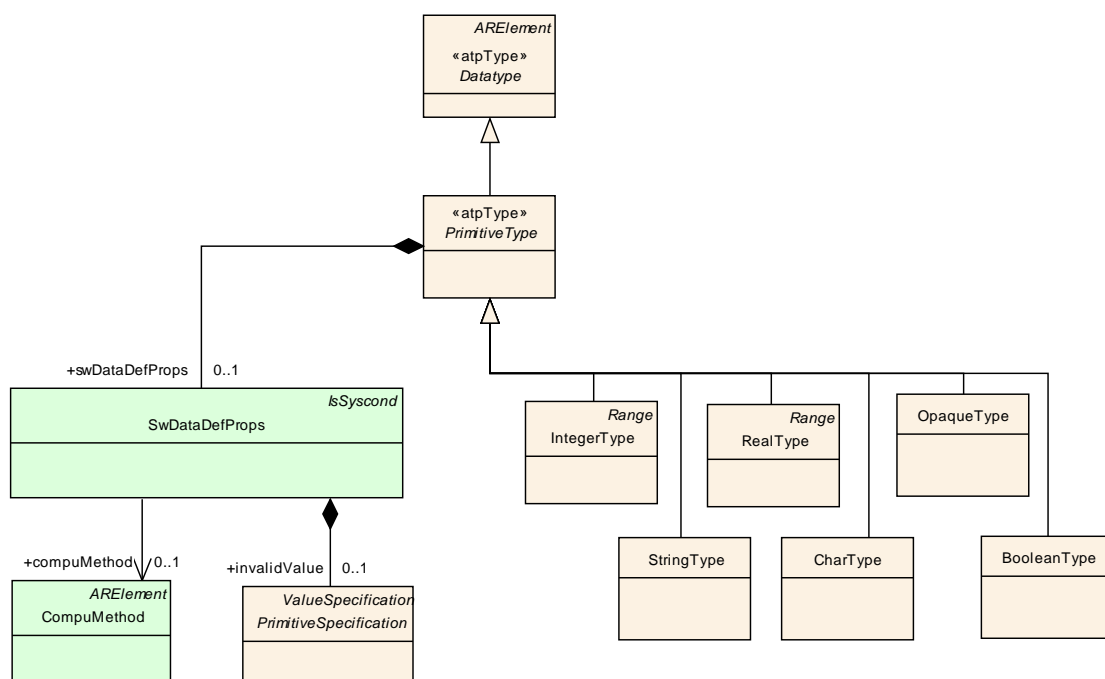 ARElement
«atpType»
Datatype
«atpType»
PrimitiveType
+swDataDefProps 0..1
IsSyscond
SwDataDefProps
Range
IntegerType
Range
RealType
OpaqueType
StringType
CharType
BooleanType
+compuMethod 0..1
+invalidValue 0..1
ARElement
CompuMethod
ValueSpecification
PrimitiveSpecification